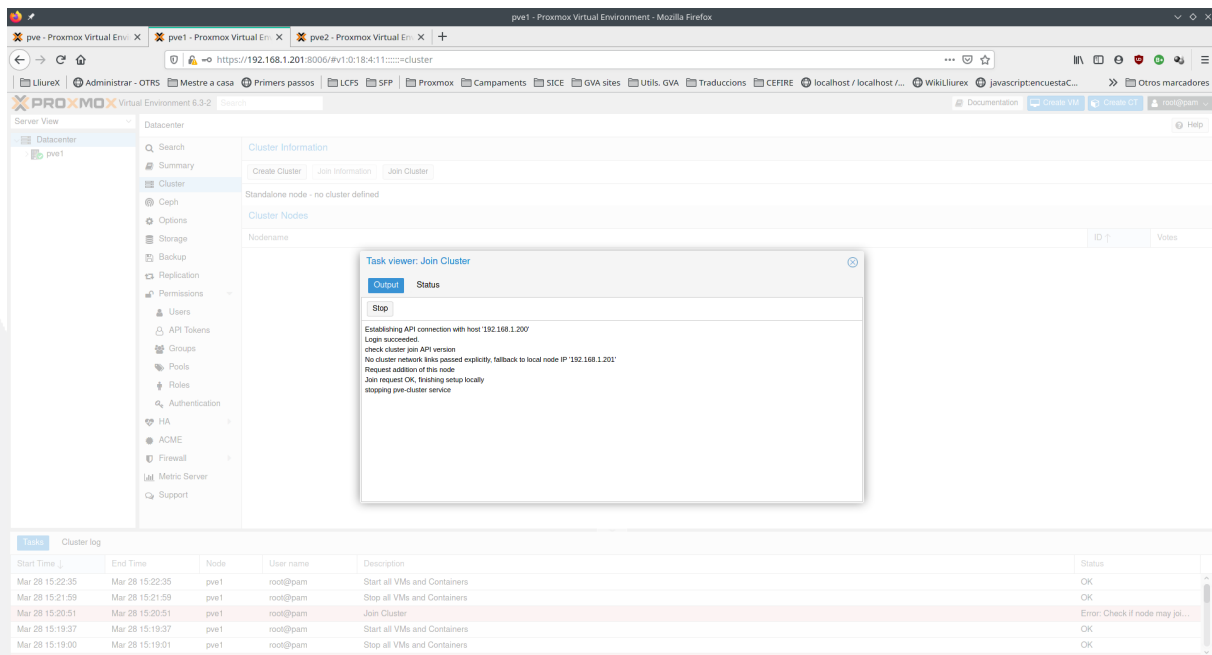 pve1 - Proxmox Virtual Environment - Mozilla Firefox
pve - Proxmox Virtual Env
pve1 - Proxmox Virtual En
pve2 - Proxmox Virtual En
https://192.168.1.201:8006/#v1:0:18:4:11::::::=cluster
LliureX
Administrar - OTRS
Mestre a casa
Primers passos
LCFS
SFP
Proxmox
Campaments
SICE
GVA sites
Utils. GVA
Traduccions
CEFIRE
localhost / localhost /...
WikiLliurex
javascript:encuestaC...
Otros marcadores
PROXMOX Virtual Environment 6.3-2 Search
Documentation
Create VM
Create CT
root@pam
Server View
Datacenter
pve1
Datacenter
Help
Search
Summary
Cluster
Ceph
Options
Storage
Backup
Replication
Permissions
Users
API Tokens
Groups
Pools
Roles
Authentication
HA
ACME
Firewall
Metric Server
Support
Cluster Information
Create Cluster Join Information Join Cluster
Standalone node - no cluster defined
Cluster Nodes
Nodename ID ↑ Votes
Task viewer: Join Cluster
Output Status
Stop
Establishing API connection with host '192.168.1.200'
Login succeeded.
check cluster join API version
No cluster network links passed explicitly, fallback to local node IP '192.168.1.201'
Request addition of this node
Join request OK, finishing setup locally
stopping pve-cluster service
Tasks Cluster log
Start Time ↓ End Time Node User name Description Status
Mar 28 15:22:35 Mar 28 15:22:35 pve1 root@pam Start all VMs and Containers OK
Mar 28 15:21:59 Mar 28 15:21:59 pve1 root@pam Stop all VMs and Containers OK
Mar 28 15:20:51 Mar 28 15:20:51 pve1 root@pam Join Cluster Error: Check if node may joi...
Mar 28 15:19:37 Mar 28 15:19:37 pve1 root@pam Start all VMs and Containers OK
Mar 28 15:19:00 Mar 28 15:19:01 pve1 root@pam Stop all VMs and Containers OK